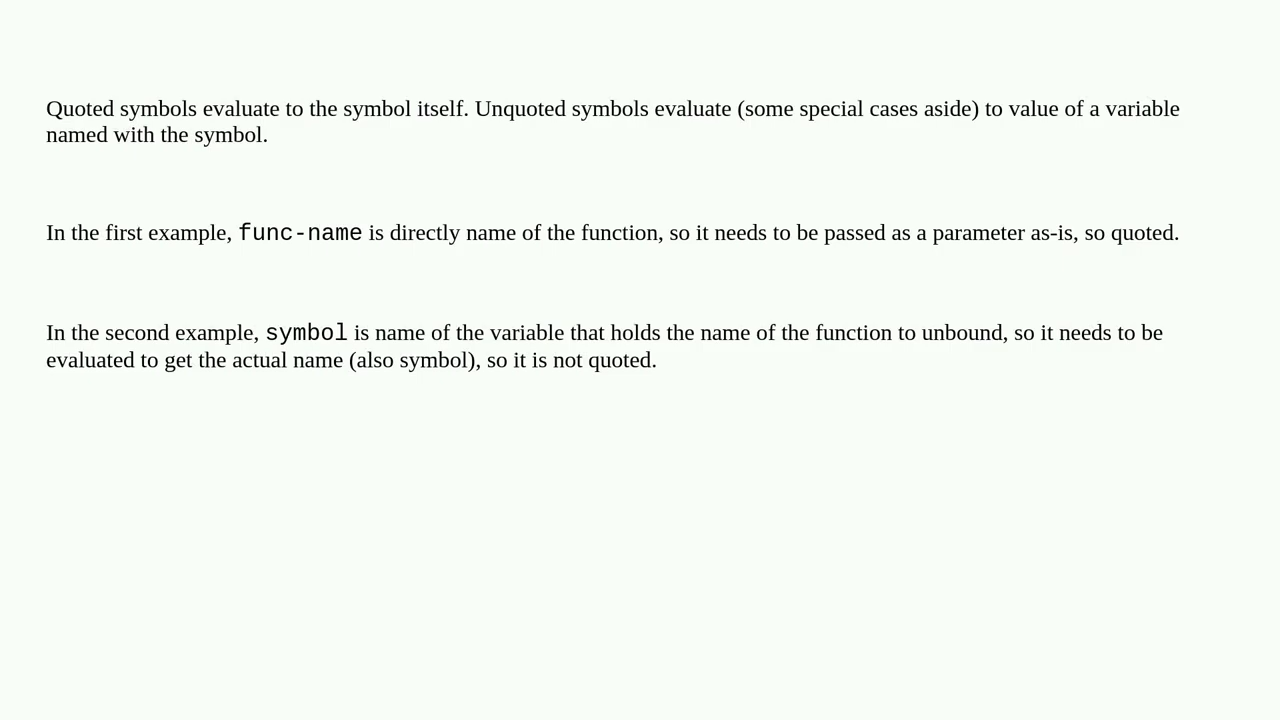 Quoted symbols evaluate to the symbol itself. Unquoted symbols evaluate (some special cases aside) to value of a variable
named with the symbol.
In the first example, func-name is directly name of the function, so it needs to be passed as a parameter as-is, so quoted.
In the second example, symbol is name of the variable that holds the name of the function to unbound, so it needs to be
evaluated to get the actual name (also symbol), so it is not quoted.